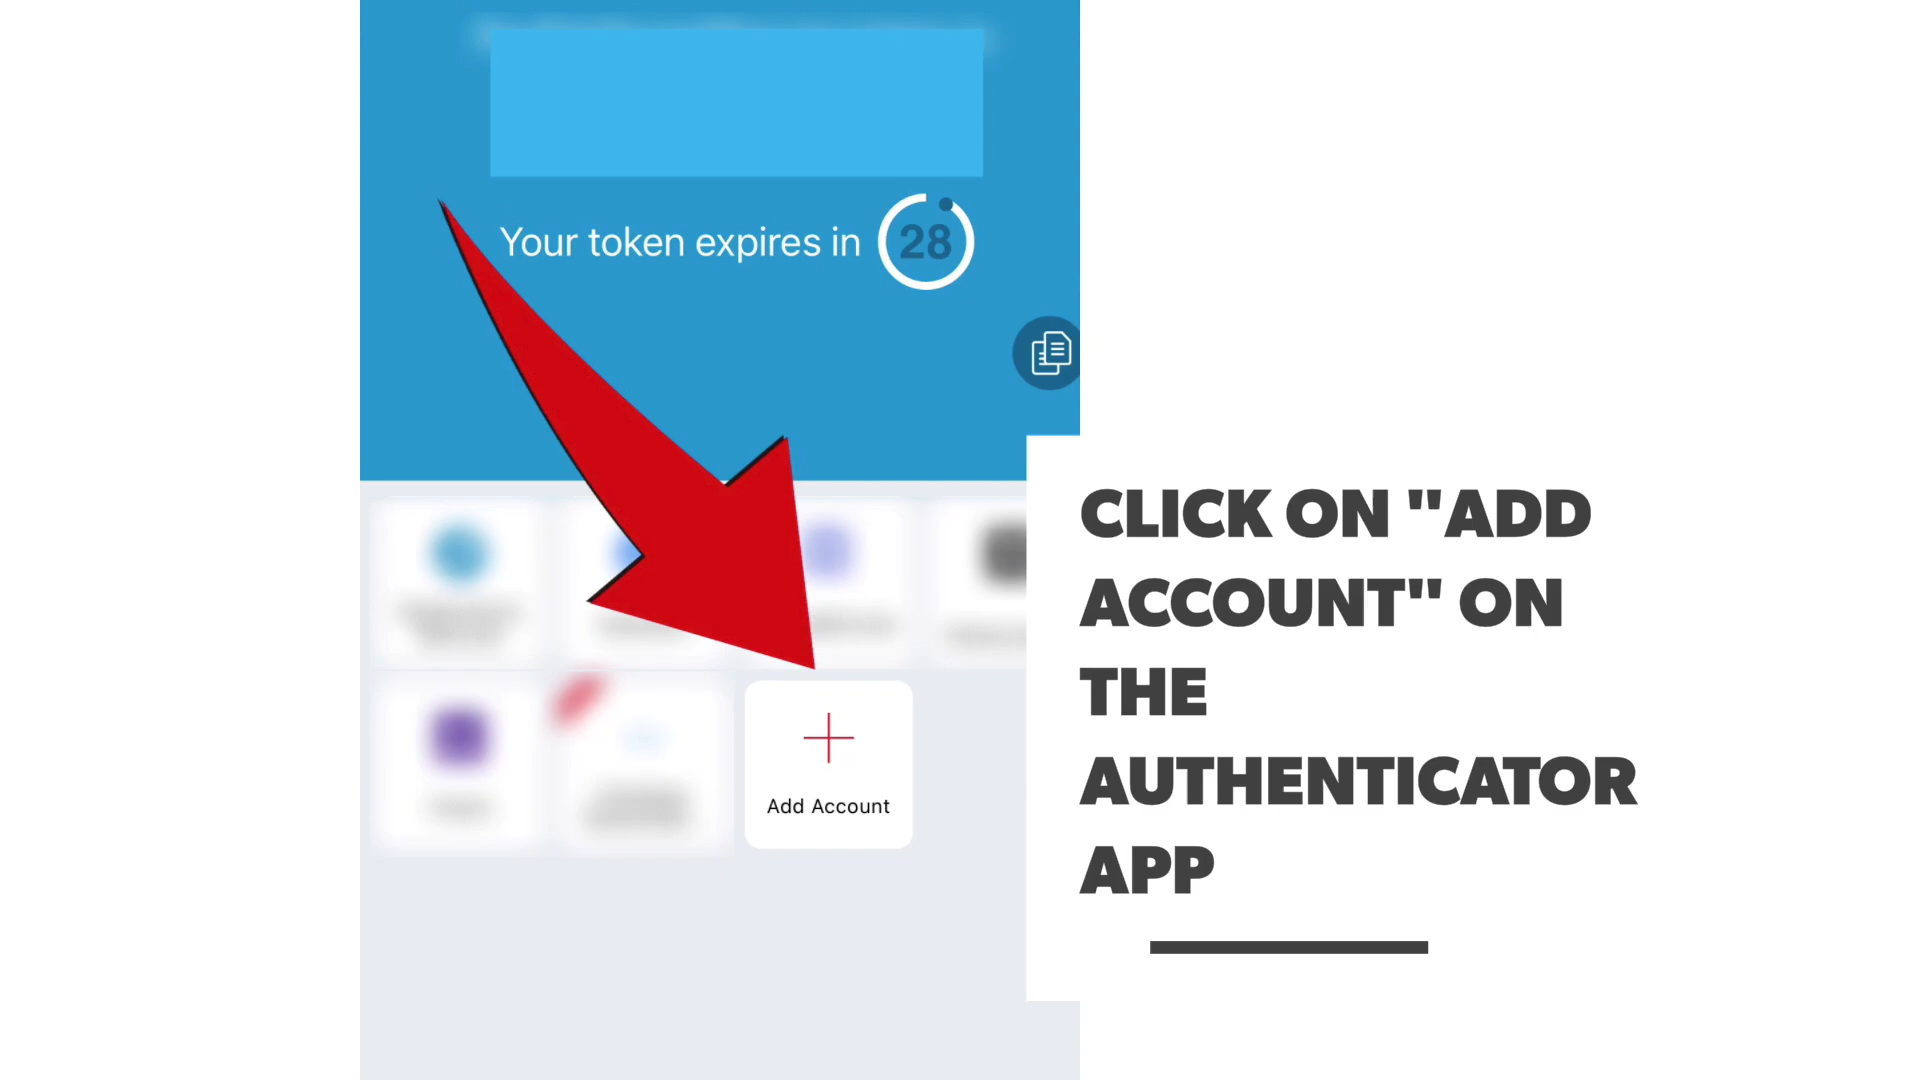 Your token expires in 28
CLICK ON "ADD
ACCOUNT" ON
THE
AUTHENTICATOR
APP
Add Account